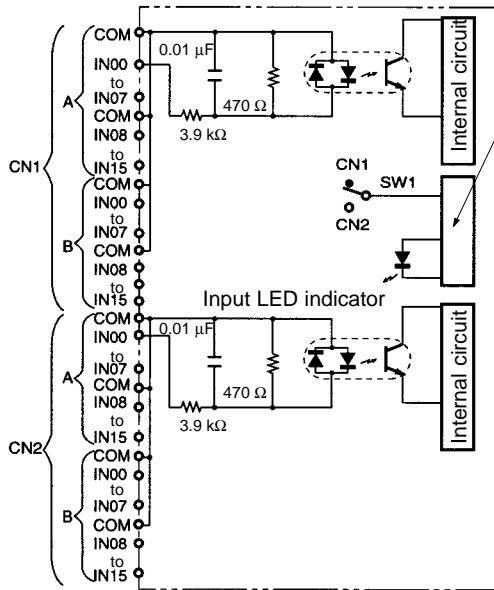 COM
0.01 μF
IN00
to
A
IN07
COM
470 Ω
IN08
3.9 kΩ
to
IN15
CN1
COM
IN00
to
B
IN07
COM
IN08
to
IN15
Internal circuit
CN1
SW1
CN2
Input LED indicator
COM
0.01 μF
IN00
to
A
IN07
COM
470 Ω
IN08
3.9 kΩ
to
IN15
CN2
COM
IN00
to
B
IN07
COM
IN08
to
IN15
Internal circuit